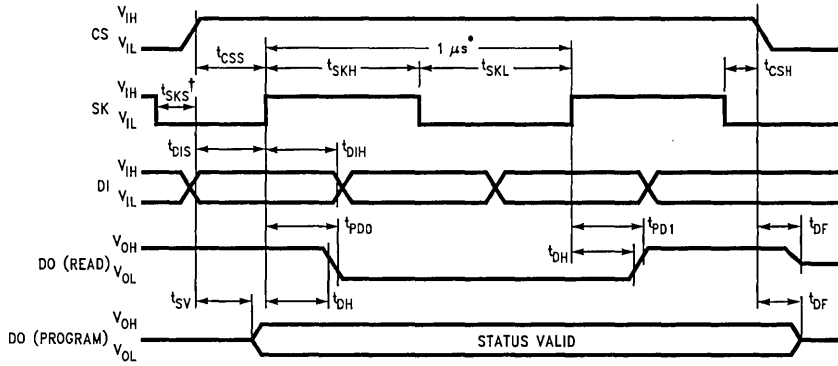 CS V_IH
V_IL
1 μs*
t_CSS
t_SKH
t_SKL
t_CSH
SK V_IH
V_IL
t_SKS†
t_DIS
t_DIH
DI V_IH
V_IL
t_PD0
t_PD1
t_DF
DO (READ) V_OH
V_OL
t_DH
t_SV
t_DH
t_DF
DO (PROGRAM) V_OH
V_OL
STATUS VALID